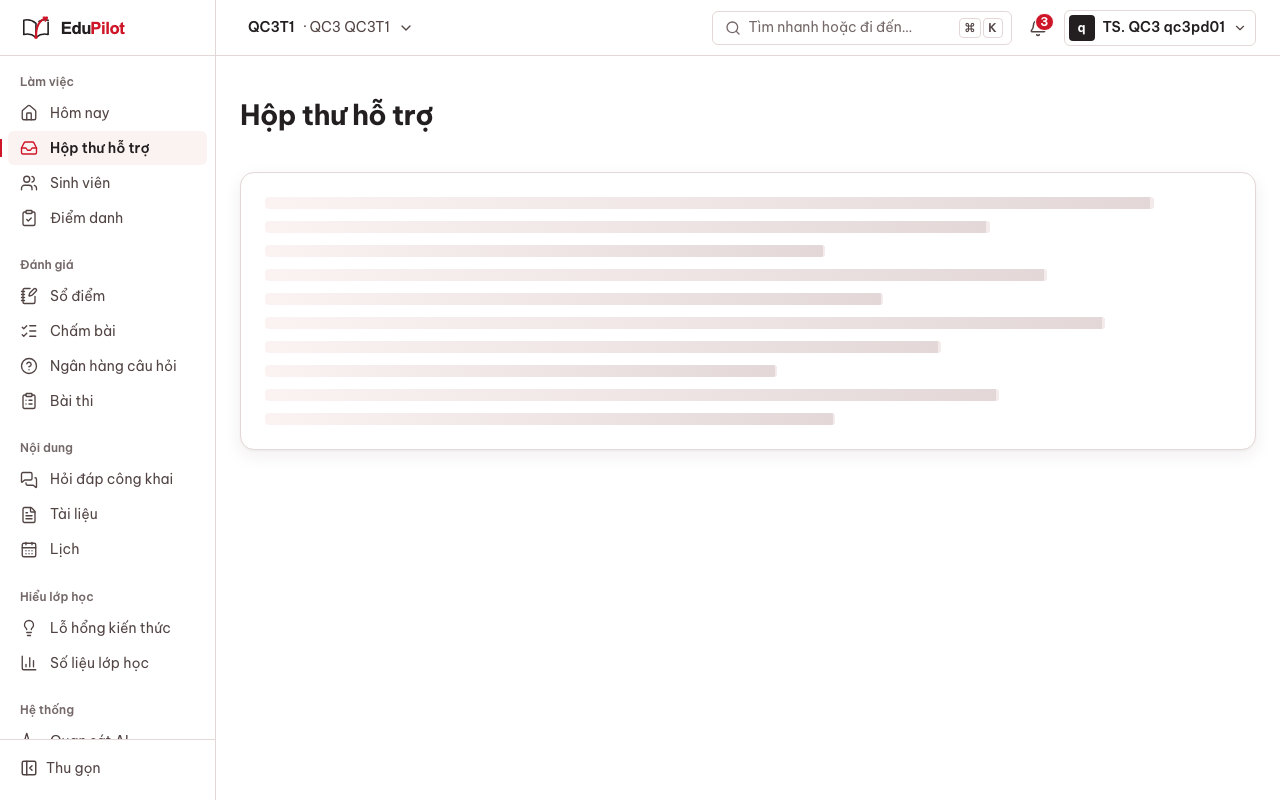 EduPilot
QC3T1 · QC3 QC3T1
Tìm nhanh hoặc đi đến...
⌘ K
3
q
TS. QC3 qc3pd01
Làm việc
Hôm nay
Hộp thư hỗ trợ
Sinh viên
Điểm danh
Đánh giá
Sổ điểm
Chấm bài
Ngân hàng câu hỏi
Bài thi
Nội dung
Hỏi đáp công khai
Tài liệu
Lịch
Hiểu lớp học
Lỗ hổng kiến thức
Số liệu lớp học
Hệ thống
Thu gọn
Hộp thư hỗ trợ